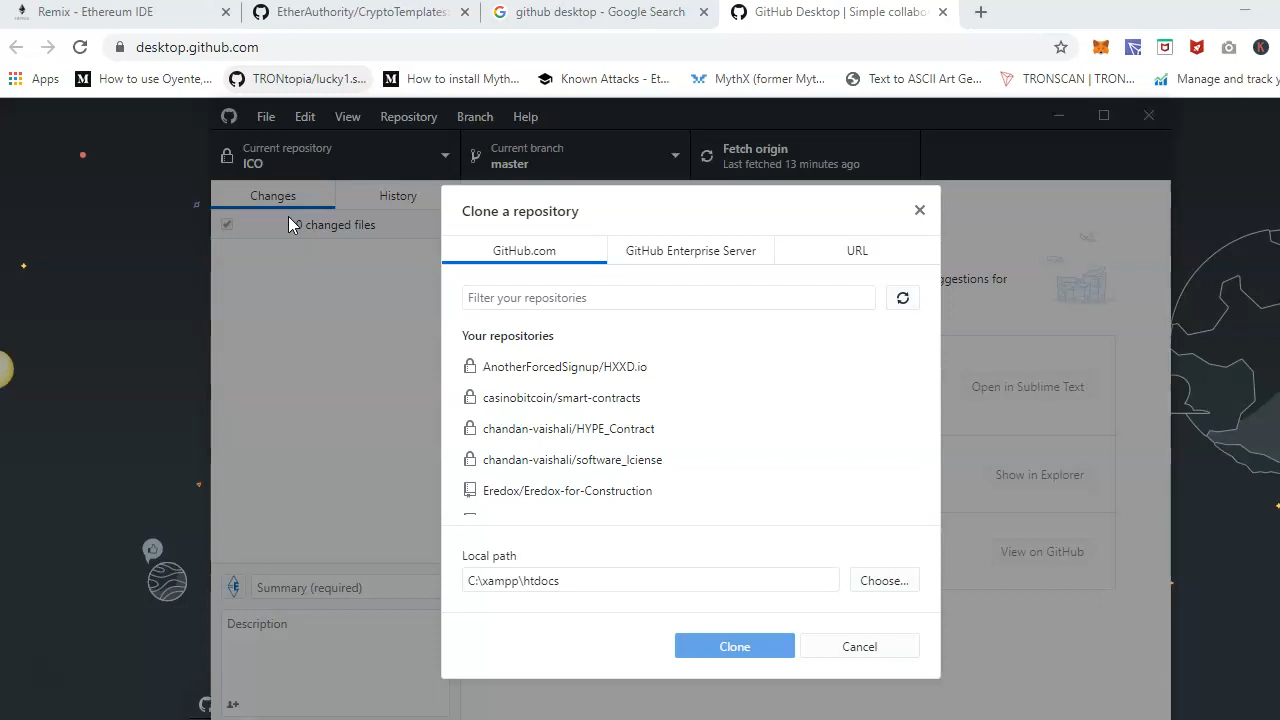 Remix - Ethereum IDE
EtherAuthority/CryptoTemplates:
github desktop - Google Search
GitHub Desktop | Simple collabo
desktop.github.com
Apps
How to use Oyente,...
TRONtopia/lucky1.s...
How to Install Myth...
Known Attacks - Et...
MythX (former Myt...
Text to ASCII Art Ge...
TRONSCAN | TRON...
Manage and track y
File Edit View Repository Branch Help
Current repository
ICO
Current branch
master
Fetch origin
Last fetched 13 minutes ago
Changes
History
0 changed files
Clone a repository
GitHub.com
GitHub Enterprise Server
URL
Filter your repositories
Your repositories
AnotherForcedSignup/HXXD.io
casinobitcoin/smart-contracts
chandan-vaishali/HYPE_Contract
chandan-vaishali/software_lciense
Eredox/Eredox-for-Construction
Local path
C:\xampp\htdocs
Choose...
Clone
Cancel
ggestions for
Open in Sublime Text
Show in Explorer
View on GitHub
Summary (required)
Description